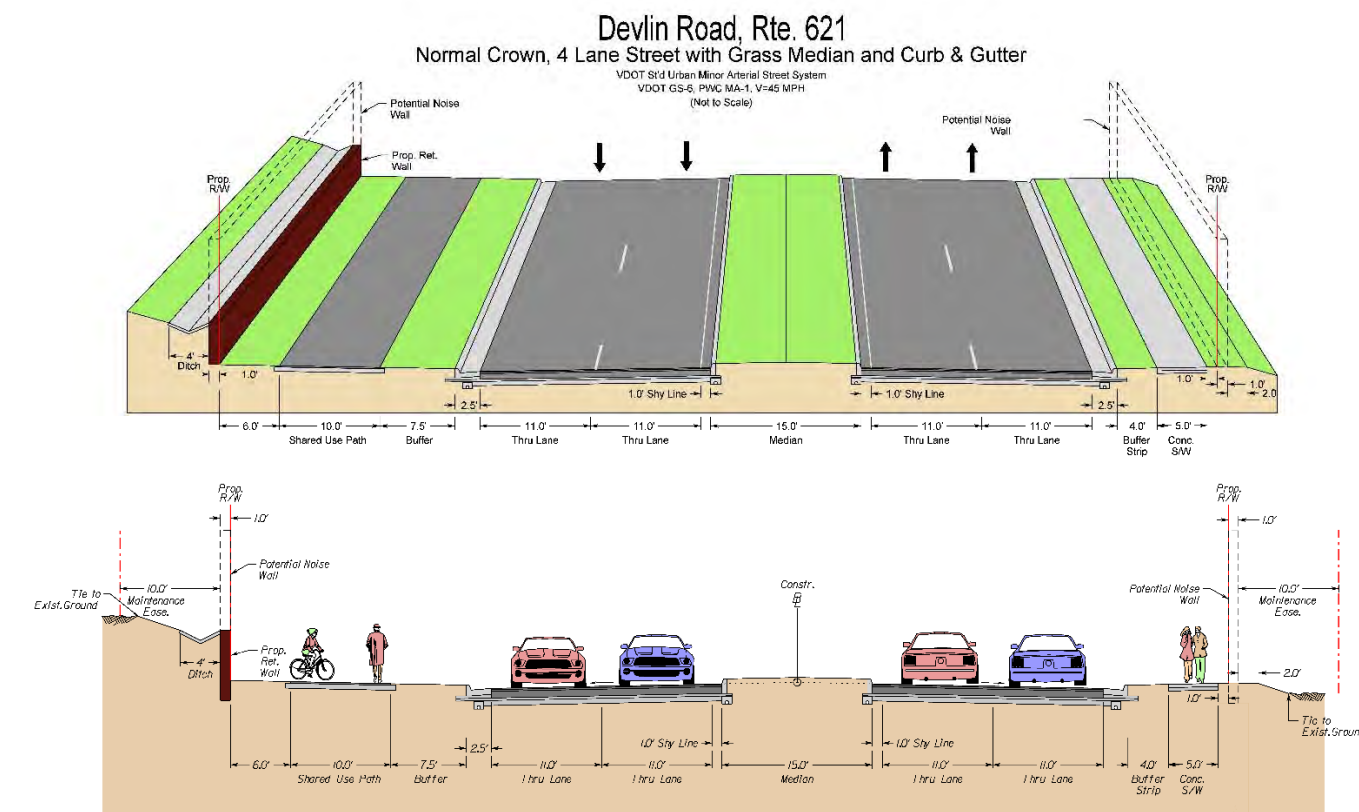 Devlin Road, Rte. 621
Normal Crown, 4 Lane Street with Grass Median and Curb & Gutter
VDOT St'd Urban Minor Arterial Street System
VDOT GS-6, PWC MA-1, V=45 MPH
(Not to Scale)
Potential Noise
Wall
Potential Noise
Wall
Prop. Ret.
Wall
Prop.
R/W
Prop.
R/W
4'
Ditch
1.0'
1.0' Shy Line
1.0' Shy Line
1.0'
1.0'
2.0
2.5'
2.5'
6.0' 10.0' 7.5' 11.0' 11.0' 15.0' 11.0' 11.0' 4.0' 5.0'
Shared Use Path Buffer Thru Lane Thru Lane Median Thru Lane Thru Lane Buffer Conc.
Strip S/W
Prop.
R/W
Prop.
R/W
1.0'
1.0'
Potential Noise
Wall
Constr.
Potential Noise
Wall
10.0'
Maintenance
Ease.
10.0'
Maintenance
Ease.
Tie to
Exist.Ground
4'
Ditch
Prop.
Ret.
Wall
2.0'
1.0'
Tie to
Exist.Groun
2.5'
1.0' Shy Line
1.0' Shy Line
6.0' 10.0' 7.5' 11.0' 11.0' 15.0' 11.0' 11.0' 4.0' 5.0'
Shared Use Path Buffer Thru Lane Thru Lane Median Thru Lane Thru Lane Buffer Conc.
Strip S/W